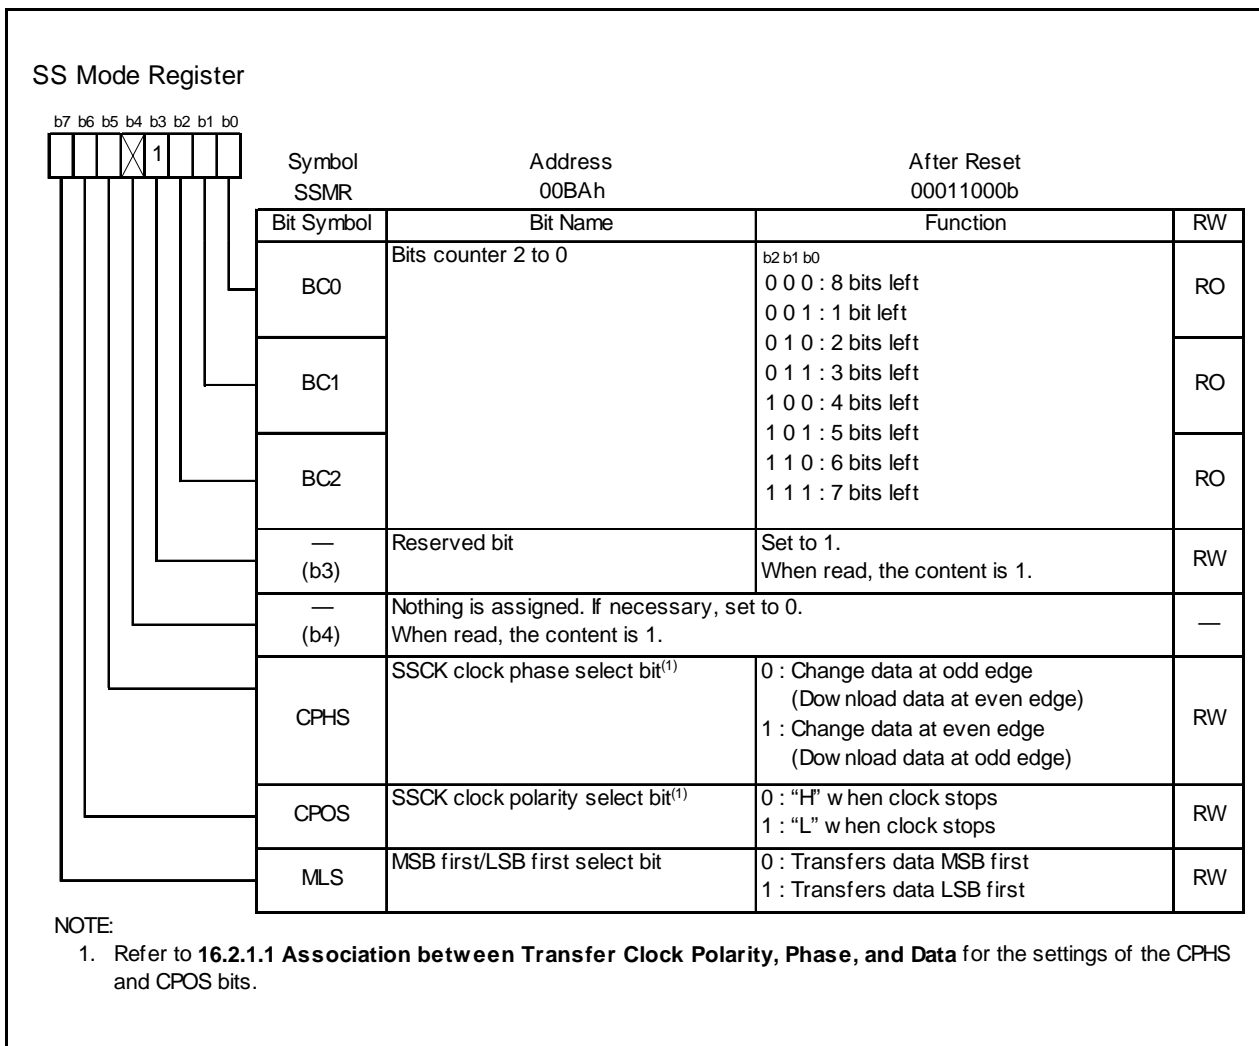 SS Mode Register
b7 b6 b5 b4 b3 b2 b1 b0
1
Symbol Address After Reset
SSMR 00BAh 00011000b
Bit Symbol Bit Name Function RW
BC0 Bits counter 2 to 0 b2 b1 b0
0 0 0 : 8 bits left RO
0 0 1 : 1 bit left
0 1 0 : 2 bits left
BC1 0 1 1 : 3 bits left RO
1 0 0 : 4 bits left
1 0 1 : 5 bits left
BC2 1 1 0 : 6 bits left RO
1 1 1 : 7 bits left
— Reserved bit Set to 1.
(b3) When read, the content is 1. RW
— Nothing is assigned. If necessary, set to 0.
(b4) When read, the content is 1. —
CPHS SSCK clock phase select bit(1) 0 : Change data at odd edge
(Download data at even edge) RW
1 : Change data at even edge
(Download data at odd edge)
CPOS SSCK clock polarity select bit(1) 0 : “H” when clock stops RW
1 : “L” when clock stops
MLS MSB first/LSB first select bit 0 : Transfers data MSB first RW
1 : Transfers data LSB first
NOTE:
1. Refer to 16.2.1.1 Association between Transfer Clock Polarity, Phase, and Data for the settings of the CPHS
and CPOS bits.